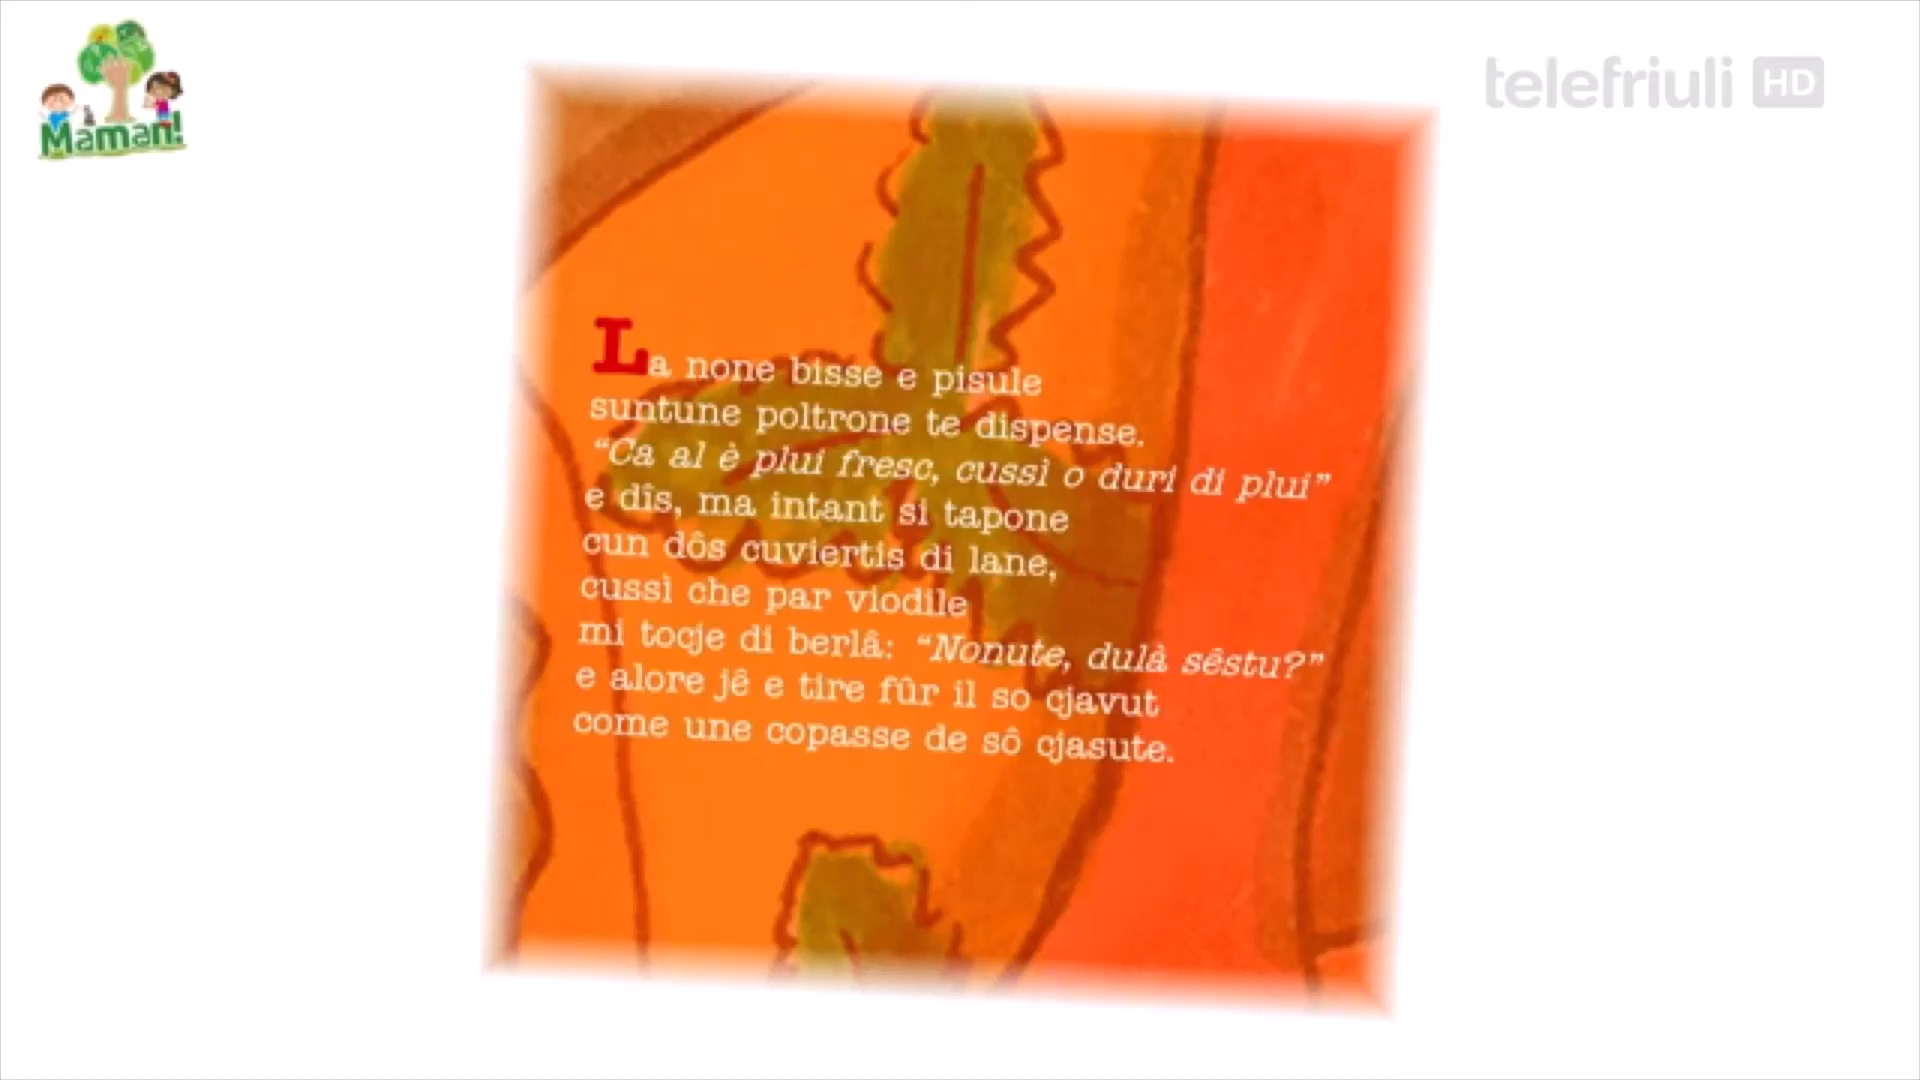 Maman!
telefriuli HD
La none bisse e pisule
suntune poltrone te dispense.
“Ca al è plui fresc, cussì o duri di plui”
e dîs, ma intant si tapone
cun dôs cuviertis di lane,
cussì che par viodile
mi tocje di berlâ: “Nonute, dulà sêstu?”
e alore jê e tire fûr il so cjavut
come une copasse de sô cjasute.